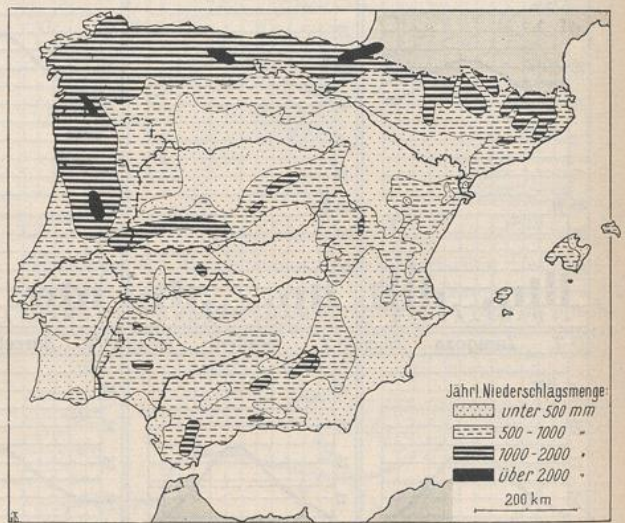 Jährl. Niederschlagsmenge:
unter 500 mm
500 - 1000 "
1000 - 2000 "
über 2000 "
200 km